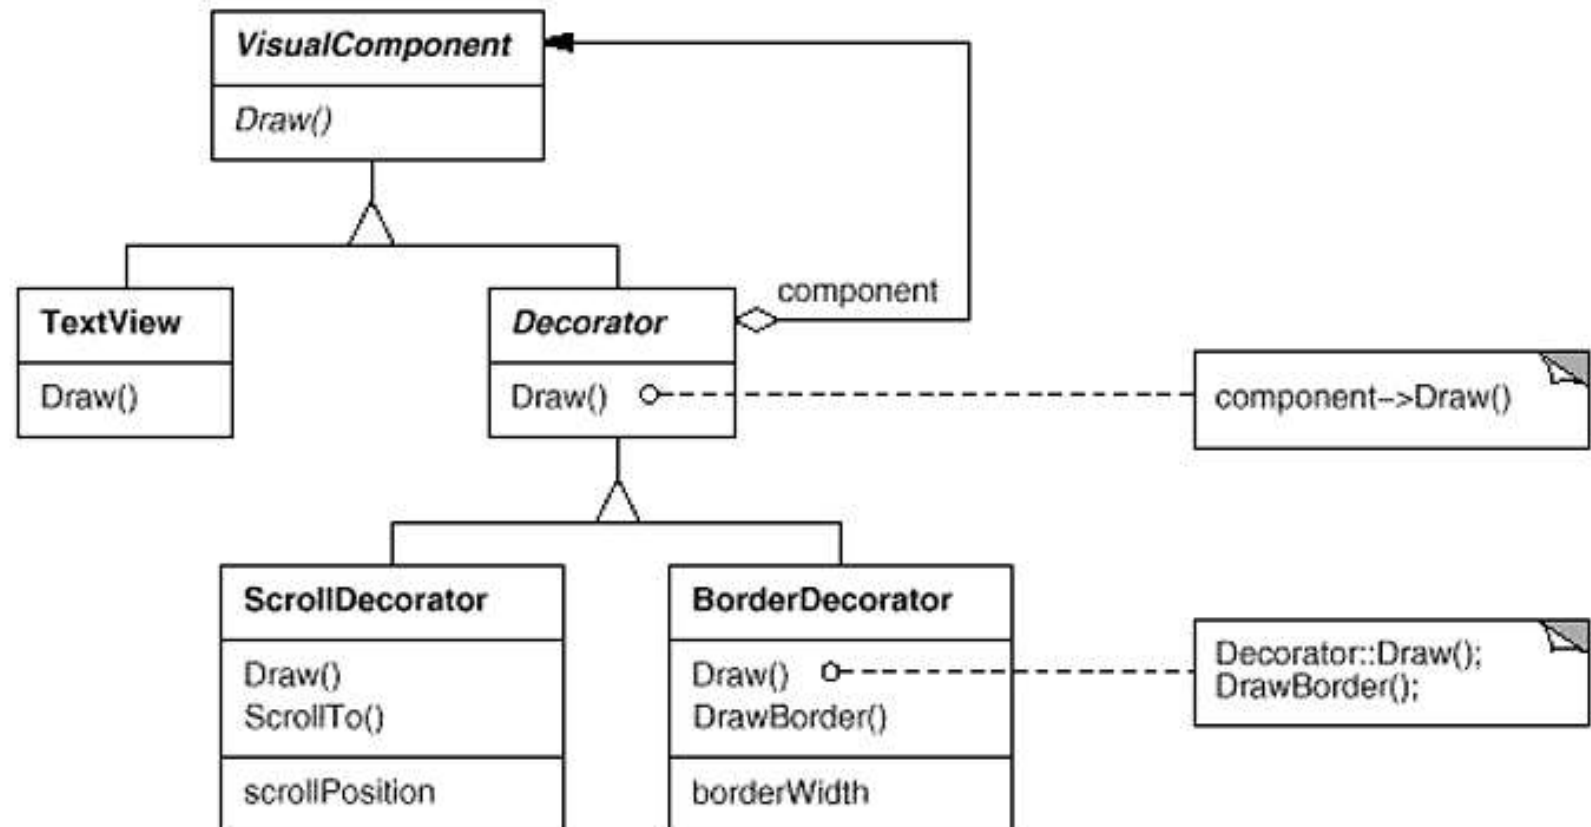 VisualComponent
Draw()
component
TextView
Draw()
Decorator
Draw()
component–>Draw()
ScrollDecorator
Draw()
ScrollTo()
scrollPosition
BorderDecorator
Draw()
DrawBorder()
borderWidth
Decorator::Draw();
DrawBorder();